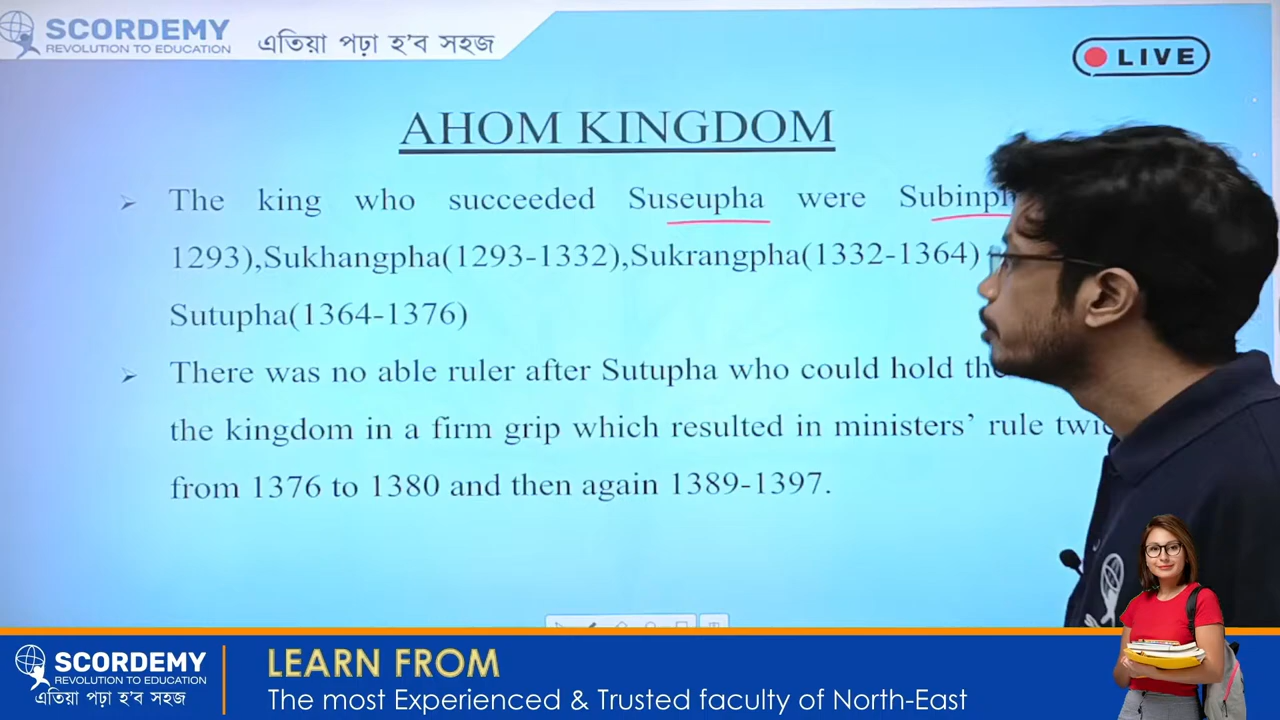 SCORDEMY
REVOLUTION TO EDUCATION
এতিয়া পঢ়া হ'ব সহজ
LIVE
AHOM KINGDOM
➢ The king who succeeded Suseupha were
1293),Sukhangpha(1293-1332),Sukrangpha(1332-1364)
Sutupha(1364-1376)
➢ There was no able ruler after Sutupha who could hold
the kingdom in a firm grip which resulted in ministers' rule
from 1376 to 1380 and then again 1389-1397.
SCORDEMY
REVOLUTION TO EDUCATION
এতিয়া পঢ়া হ'ব সহজ
LEARN FROM
The most Experienced & Trusted faculty of North-East